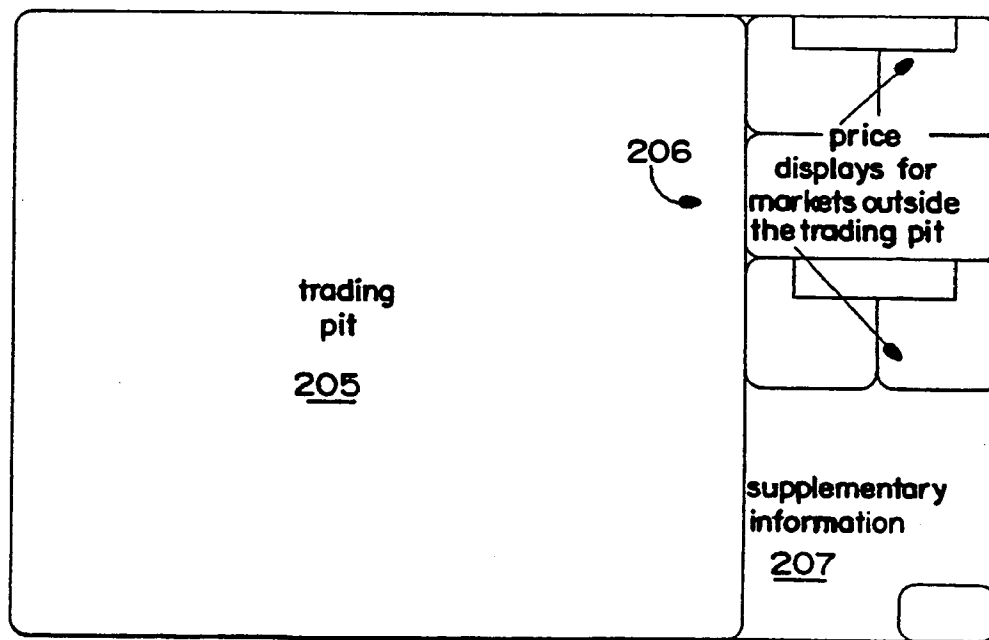 trading
pit
205
206
price
displays for
markets outside
the trading pit
supplementary
information
207